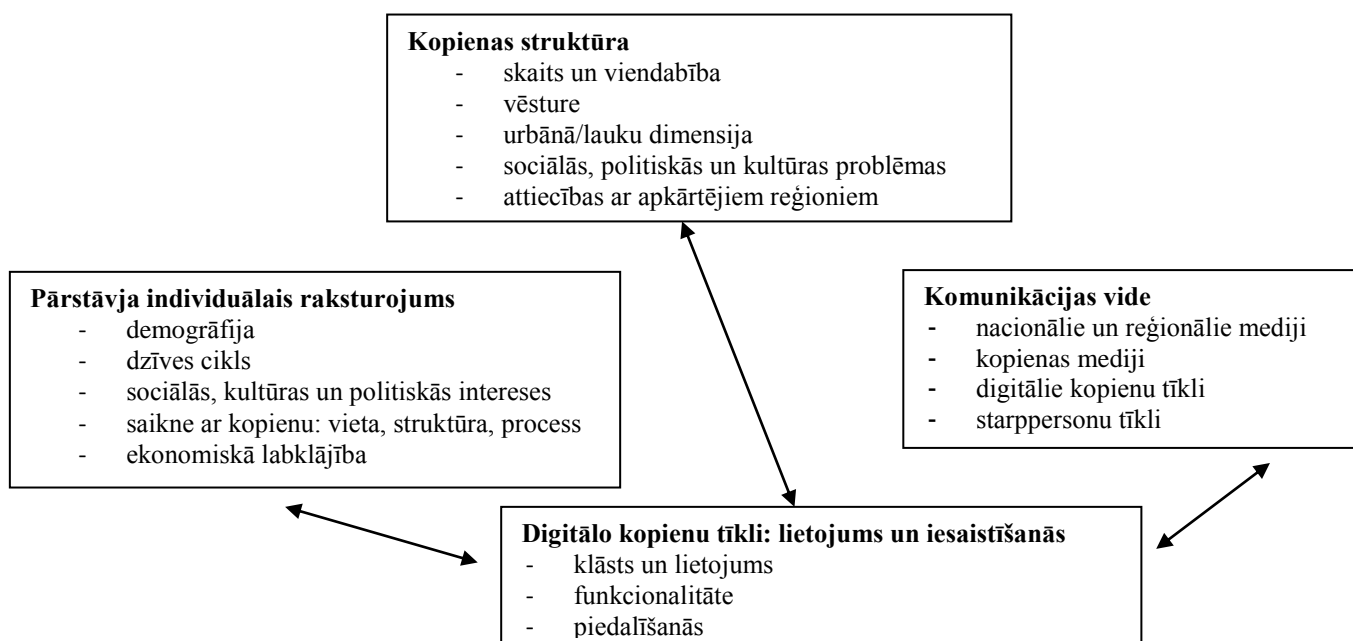 Kopienas struktūra
- skaits un viendabība
- vēsture
- urbānā/lauku dimensija
- sociālās, politiskās un kultūras problēmas
- attiecības ar apkārtējiem reģioniem
Pārstāvja individuālais raksturojums
- demogrāfija
- dzīves cikls
- sociālās, kultūras un politiskās intereses
- saikne ar kopienu: vieta, struktūra, process
- ekonomiskā labklājība
Komunikācijas vide
- nacionālie un reģionālie mediji
- kopienas mediji
- digitālie kopienu tīkli
- starppersonu tīkli
Digitālo kopienu tīkli: lietojums un iesaistīšanās
- klāsts un lietojums
- funkcionalitāte
- piedalīšanās